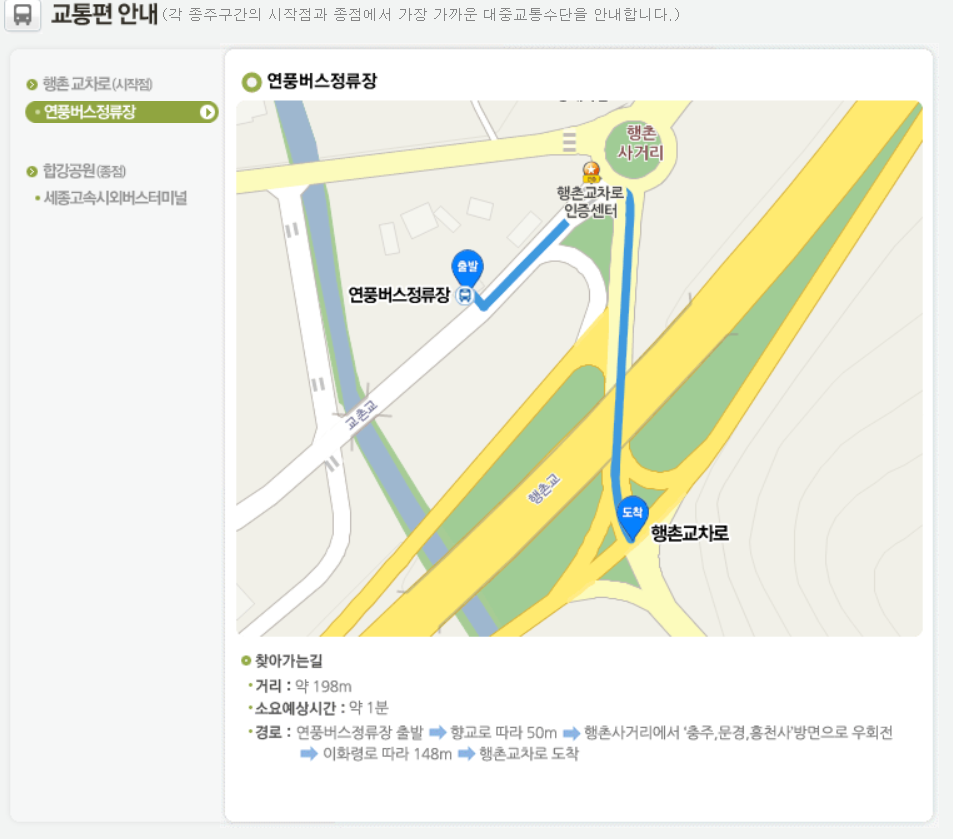 교통편 안내 (각 종주구간의 시작점과 종점에서 가장 가까운 대중교통수단을 안내합니다.)
행촌 교차로 (시작점)
연풍버스정류장
합강공원 (종점)
세종고속시외버스터미널
연풍버스정류장
행촌
사거리
행촌교차로
인증센터
출발
연풍버스정류장
교촌교
행촌교
도착
행촌교차로
찾아가는길
거리 : 약 198m
소요예상시간 : 약 1분
경로 : 연풍버스정류장 출발 ➡ 향교로 따라 50m ➡ 행촌사거리에서 '충주,문경,홍천사'방면으로 우회전
➡ 이화령로 따라 148m ➡ 행촌교차로 도착